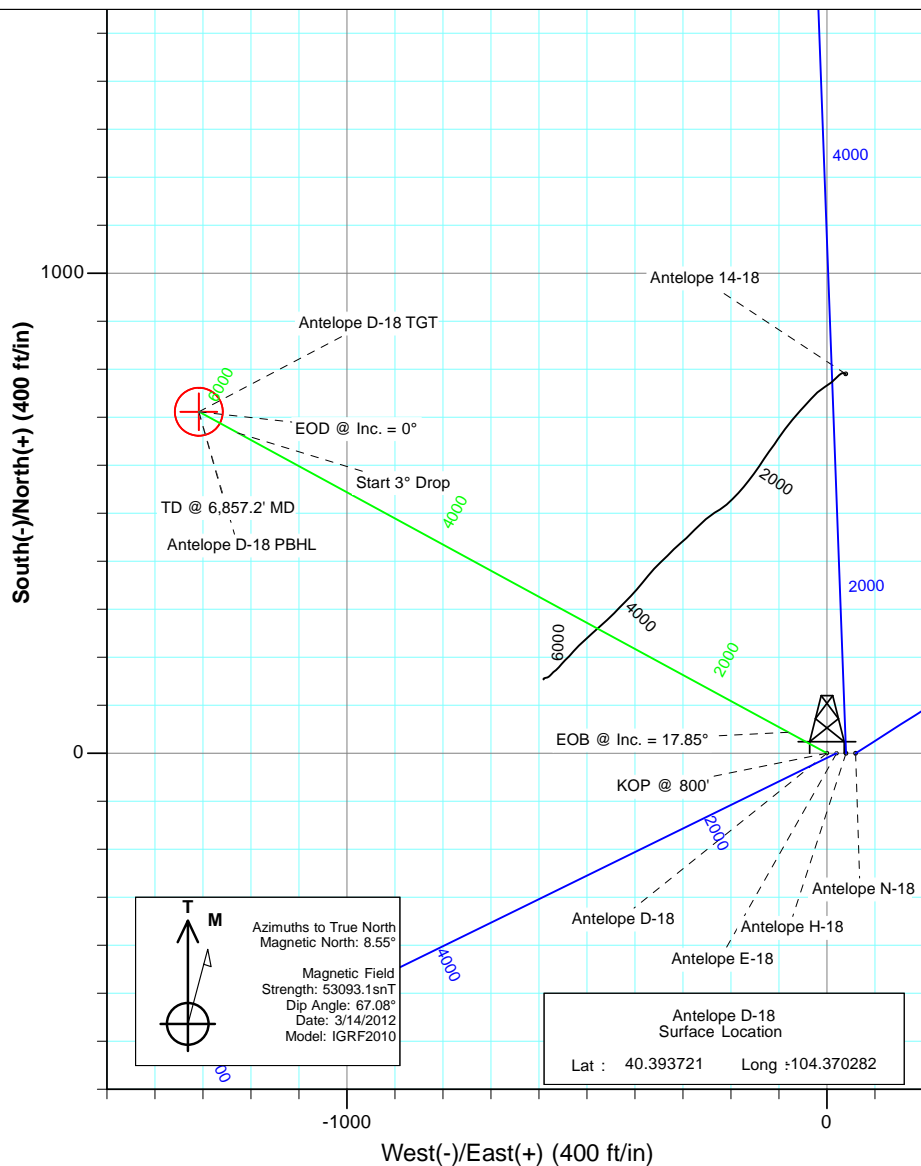 4000
1000
Antelope 14-18
Antelope D-18 TGT
6000
EOD @ Inc. = 0°
Start 3° Drop
2000
TD @ 6,857.2' MD
4000
Antelope D-18 PBHL
South(-)/North(+) (400 ft/in)
2000
4000
6000
2000
EOB @ Inc. = 17.85°
0
KOP @ 800'
2000
Antelope N-18
Antelope D-18
Antelope H-18
Antelope E-18
4000
T
M
Azimuths to True North
Magnetic North: 8.55°
Magnetic Field
Strength: 53093.1snT
Dip Angle: 67.08°
Date: 3/14/2012
Model: IGRF2010
Antelope D-18
Surface Location
Lat : 40.393721 Long :-104.370282
00
-1000
0
West(-)/East(+) (400 ft/in)